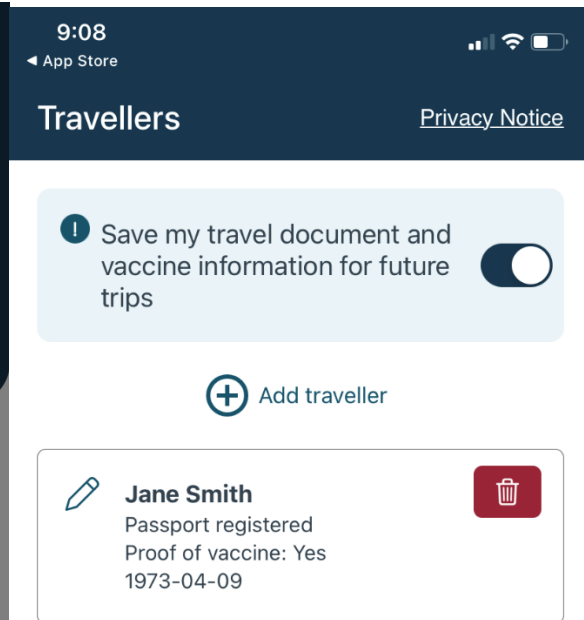 9:08
◀ App Store
Travellers
Privacy Notice
Save my travel document and
vaccine information for future
trips
Add traveller
Jane Smith
Passport registered
Proof of vaccine: Yes
1973-04-09